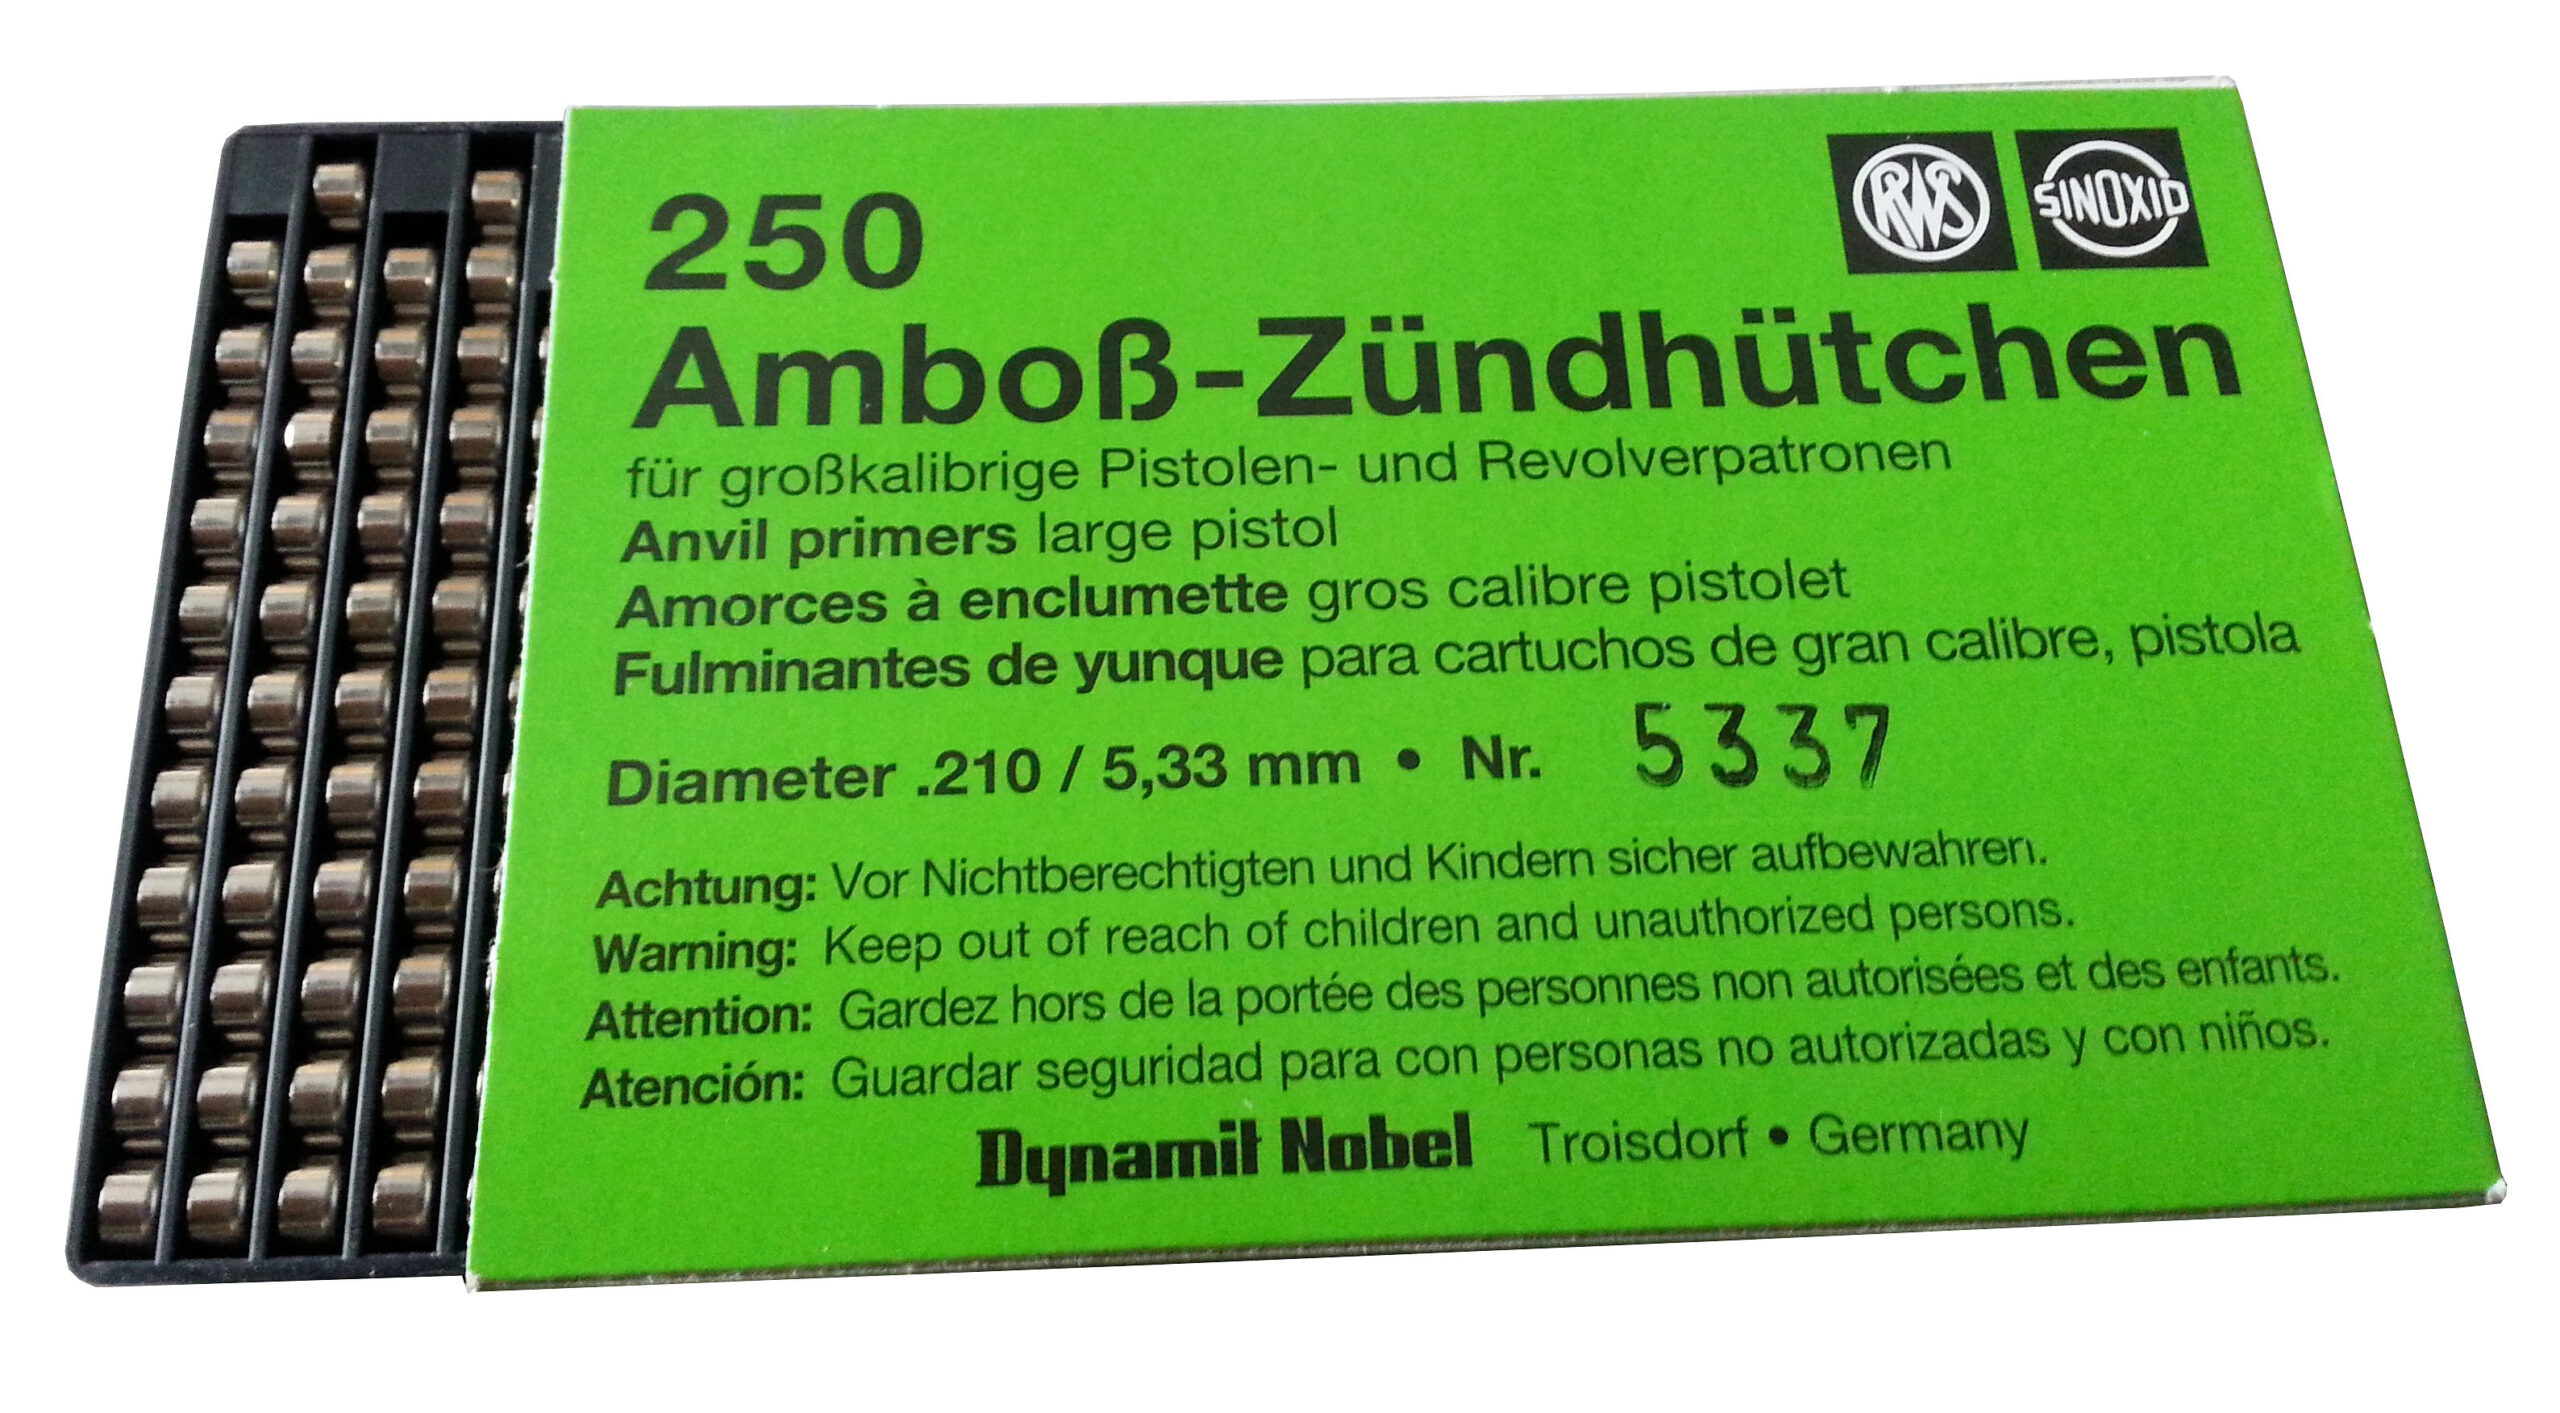 RWS SINOXID
250
Amboß-Zündhütchen
für großkalibrige Pistolen- und Revolverpatronen
Anvil primers large pistol
Amorces à enclumette gros calibre pistolet
Fulminantes de yunque para cartuchos de gran calibre, pistola
Diameter .210 / 5,33 mm • Nr. 5337
Achtung: Vor Nichtberechtigten und Kindern sicher aufbewahren.
Warning: Keep out of reach of children and unauthorized persons.
Attention: Gardez hors de la portée des personnes non autorisées et des enfants.
Atención: Guardar seguridad para con personas no autorizadas y con niños.
Dynamit Nobel Troisdorf • Germany